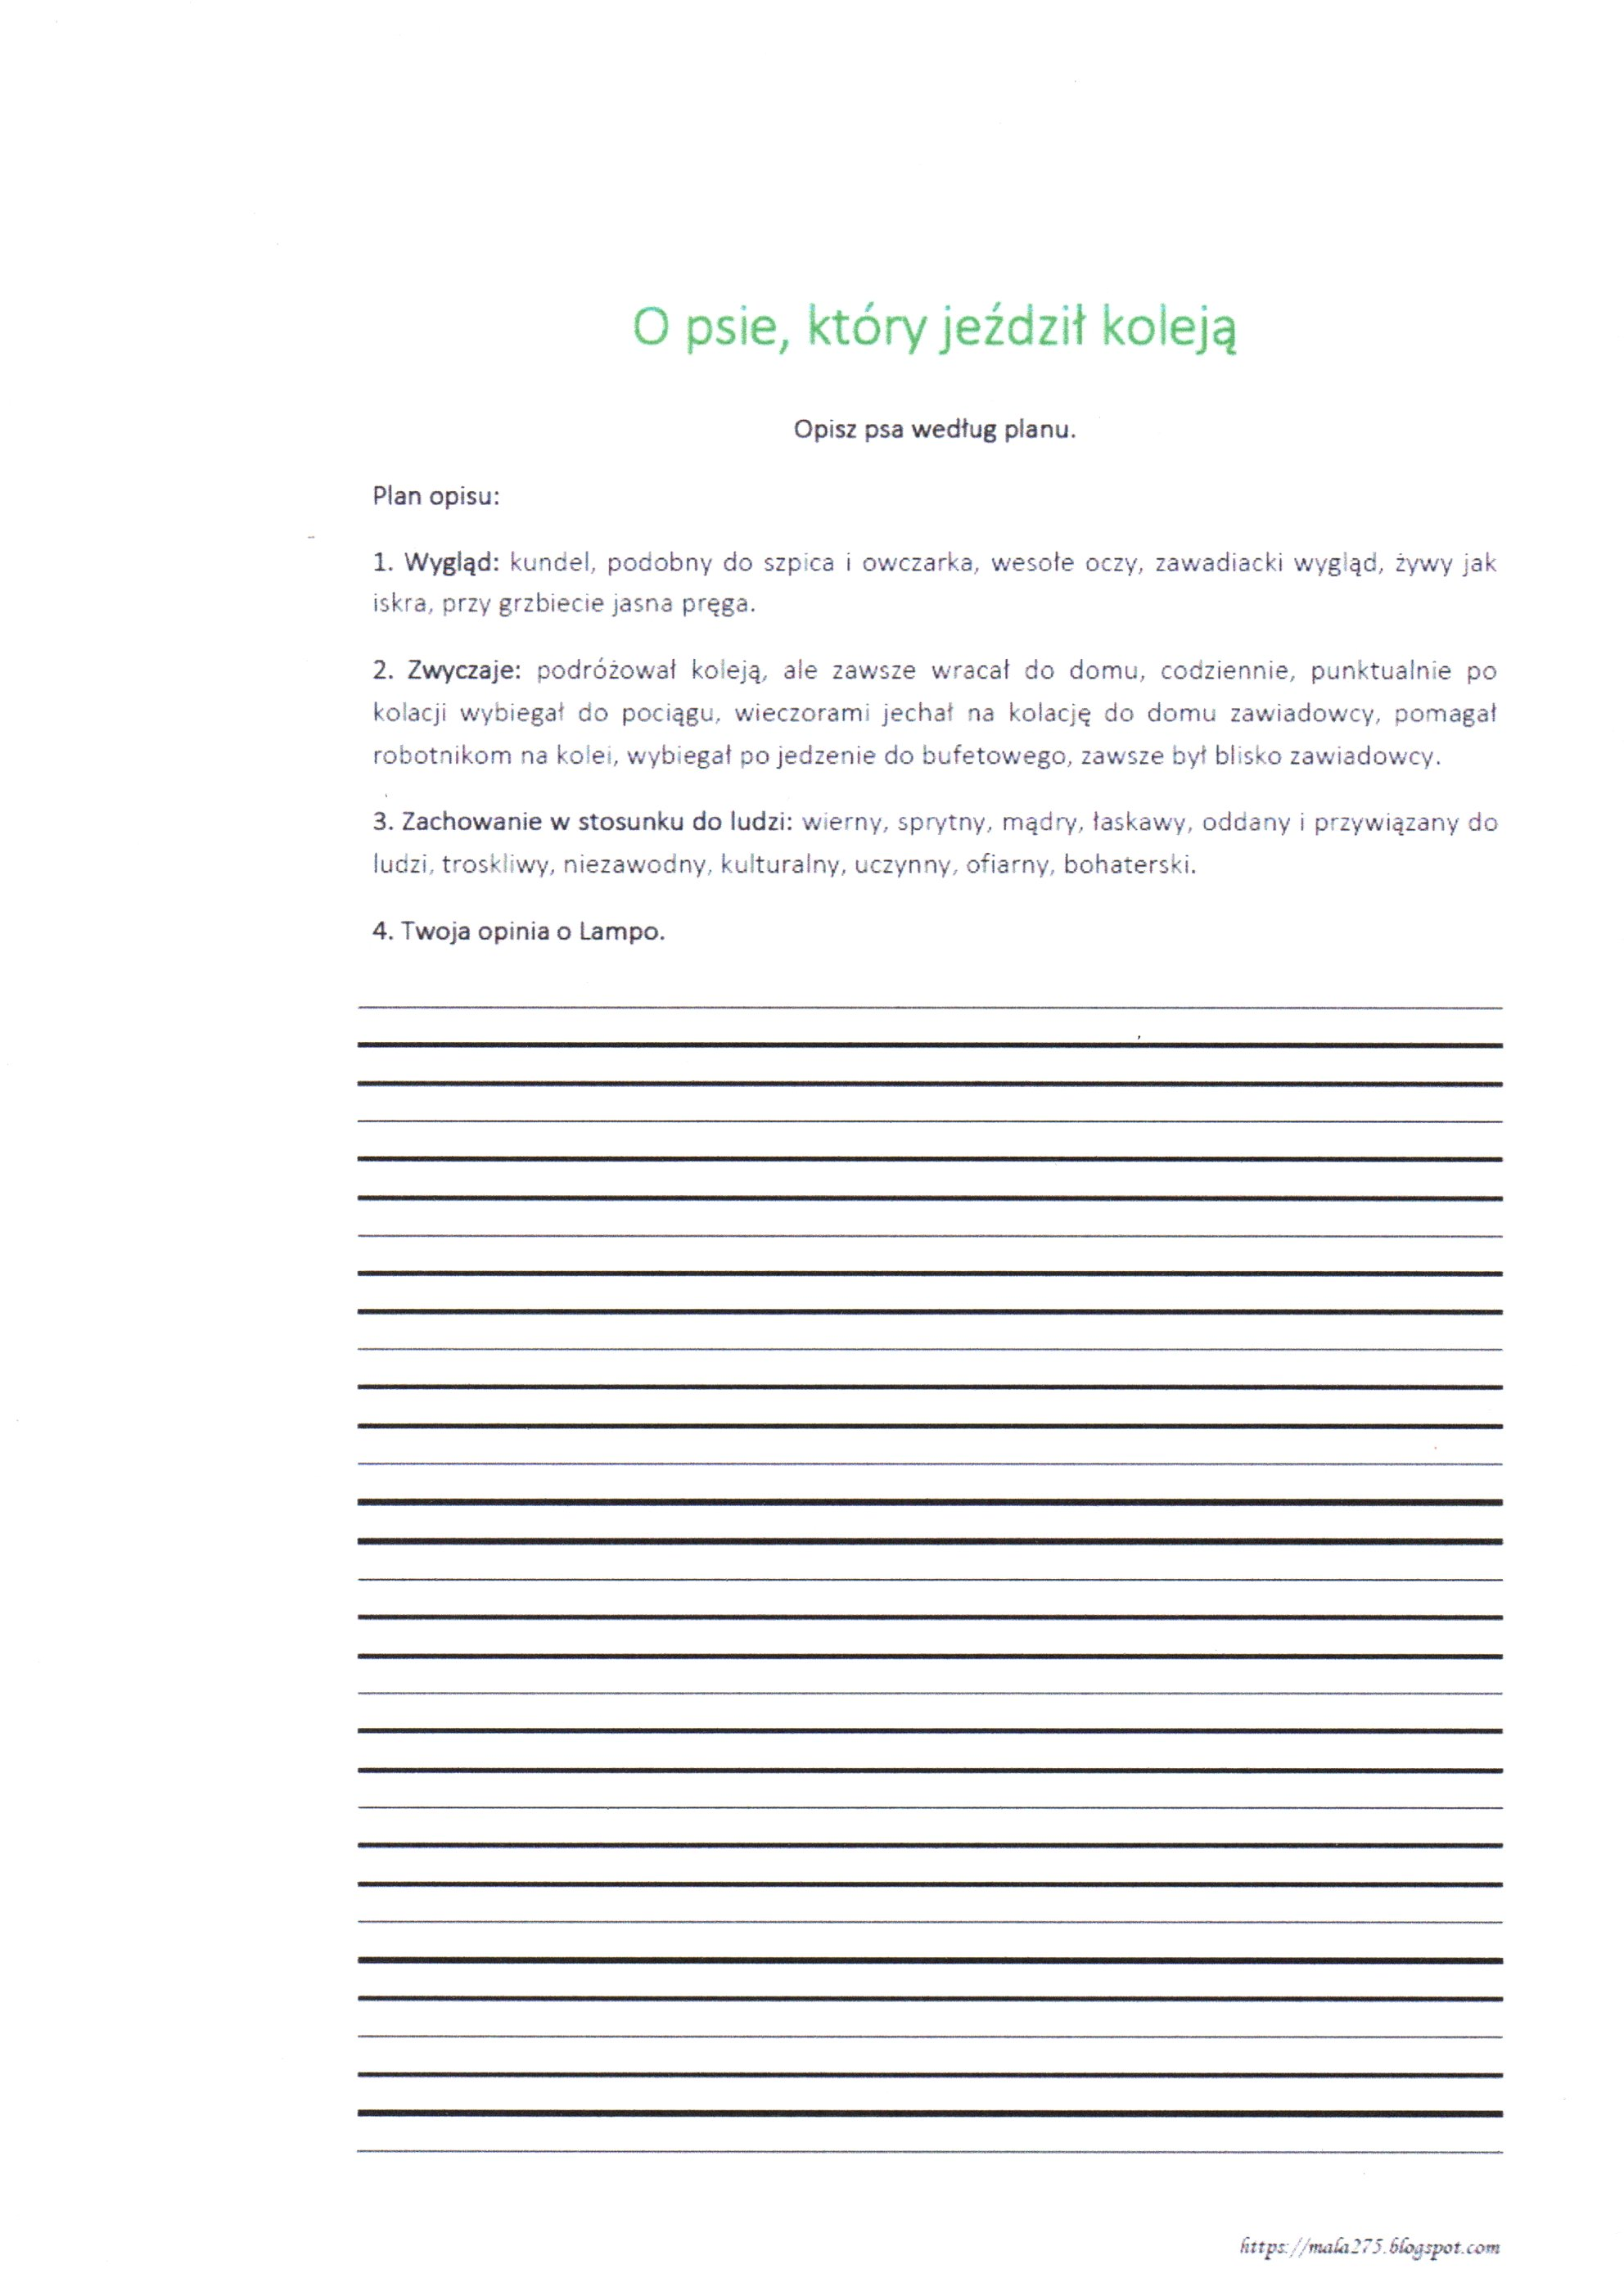 O psie, który jeździł koleją
Opisz psa według planu.
Plan opisu:
1. Wygląd: kundel, podobny do szpica i owczarka, wesołe oczy, zawadiacki wygląd, żywy jak
iskra, przy grzbiecie jasna pręga.
2. Zwyczaje: podróżował koleją, ale zawsze wracał do domu, codziennie, punktualnie po
kolacji wybiegał do pociągu, wieczorami jechał na kolację do domu zawiadowcy, pomagał
robotnikom na kolei, wybiegał po jedzenie do bufetowego, zawsze był blisko zawiadowcy.
3. Zachowanie w stosunku do ludzi: wierny, sprytny, mądry, łaskawy, oddany i przywiązany do
ludzi, troskliwy, niezawodny, kulturalny, uczynny, ofiarny, bohaterski.
4. Twoja opinia o Lampo.
https://mala275.blogspot.com